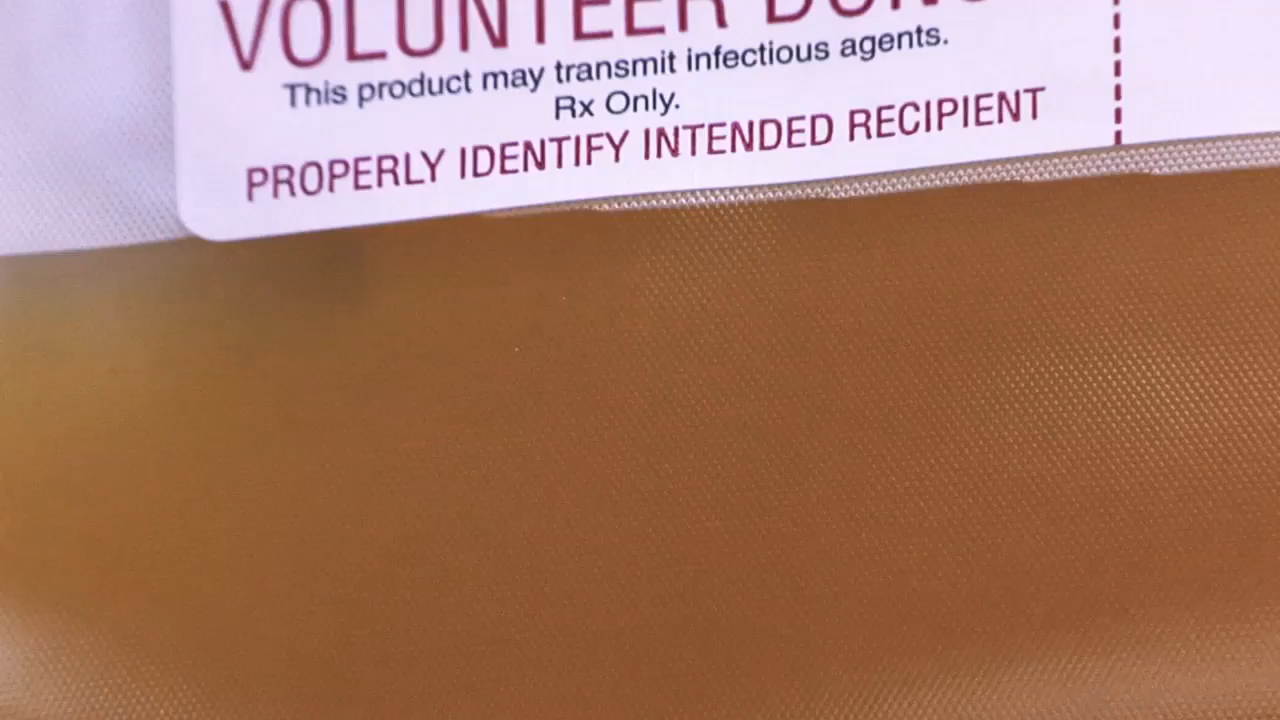 VOLUNTEER
This product may transmit infectious agents.
Rx Only.
PROPERLY IDENTIFY INTENDED RECIPIENT